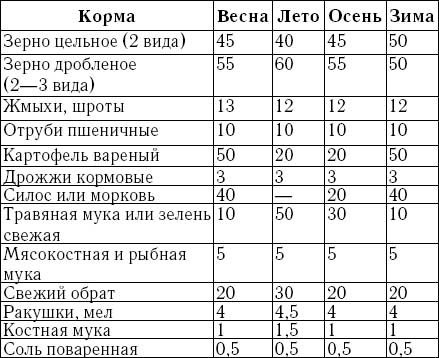 Корма Весна Лето Осень Зима
Зерно цельное (2 вида) 45 40 45 50
Зерно дробленое
(2—3 вида) 55 60 55 50
Жмыхи, шроты 13 12 12 12
Отруби пшеничные 10 10 10 10
Картофель вареный 50 20 20 50
Дрожжи кормовые 3 3 3 3
Силос или морковь 40 — 20 40
Травяная мука или зелень
свежая 10 50 30 10
Мясокостная и рыбная
мука 5 5 5 5
Свежий обрат 20 30 20 20
Ракушки, мел 4 4,5 4 4
Костная мука 1 1,5 1 1
Соль поваренная 0,5 0,5 0,5 0,5